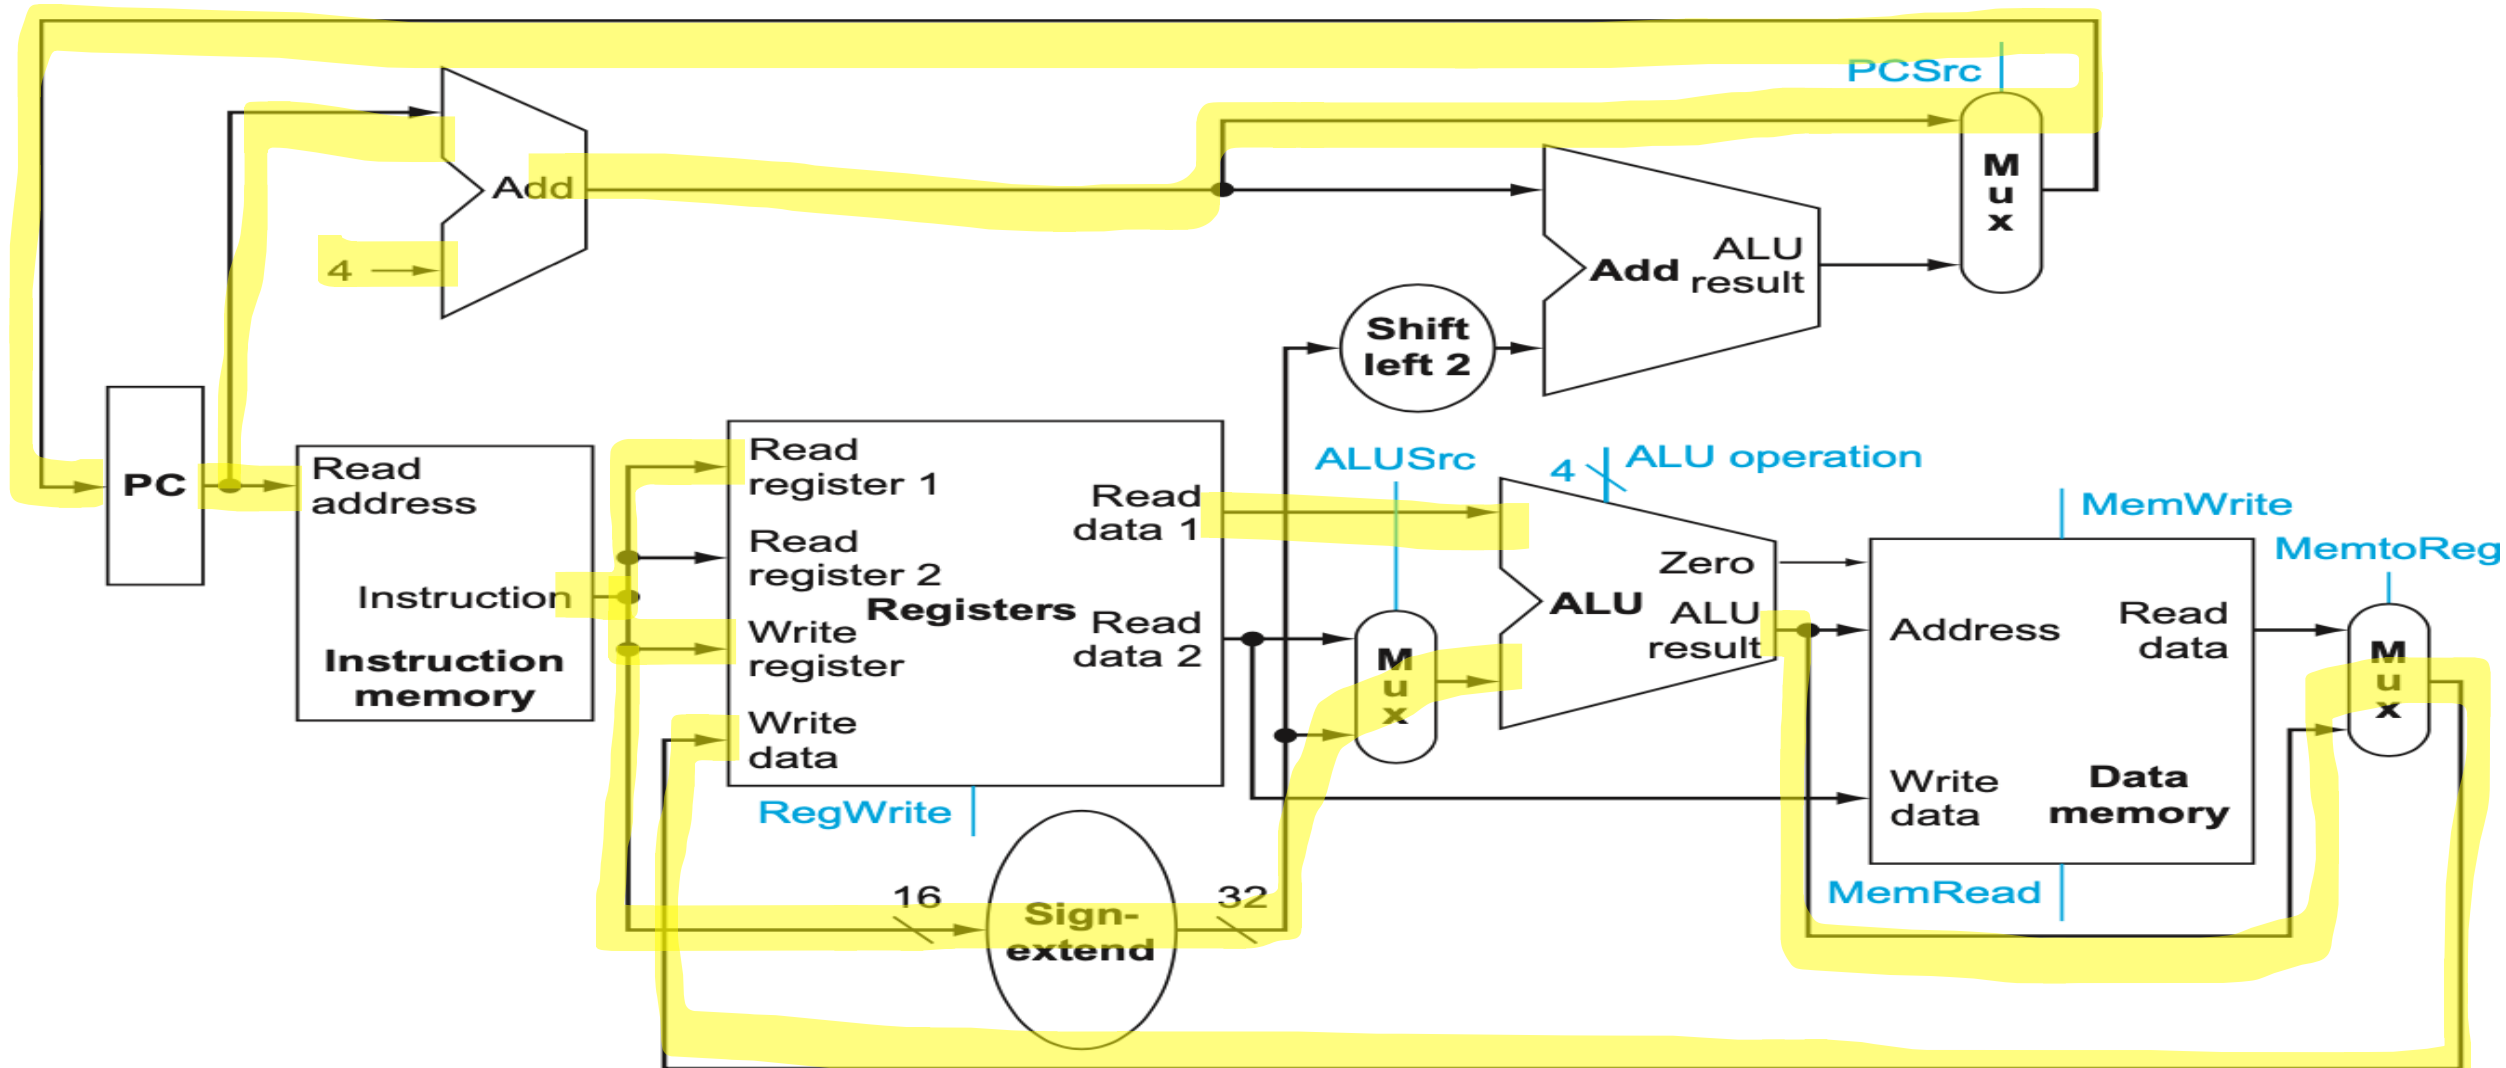 PCSrc
M
u
x
Add
4
ALU
result
Add
Shift
left 2
PC
Read
address
Instruction
Instruction
memory
Read
register 1
Read
register 2
Write
register
Write
data
Registers
Read
data 1
Read
data 2
RegWrite
16
Sign-
extend
32
ALUSrc
M
u
x
4
ALU operation
Zero
ALU
ALU
result
MemWrite
Address
Read
data
Write
data
Data
memory
MemRead
MemtoReg
M
u
x